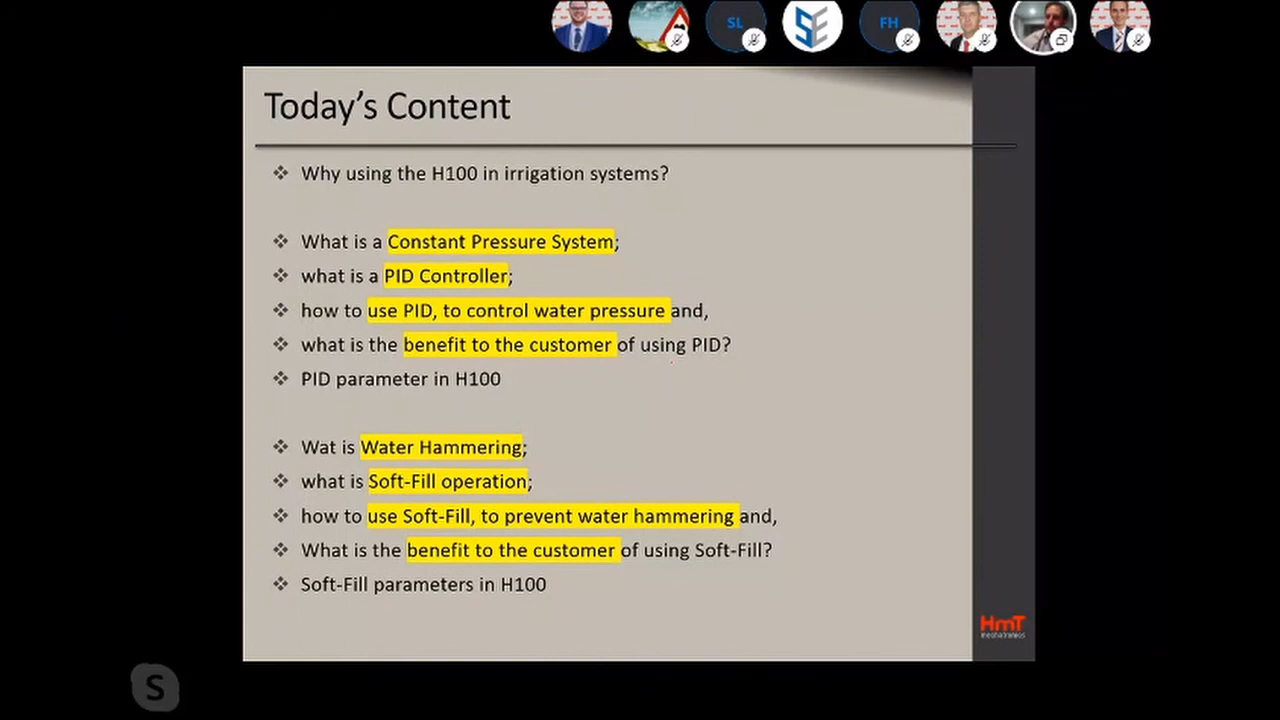 SL
SE
FH
Today's Content
❖ Why using the H100 in irrigation systems?
❖ What is a Constant Pressure System;
❖ what is a PID Controller;
❖ how to use PID, to control water pressure and,
❖ what is the benefit to the customer of using PID?
❖ PID parameter in H100
❖ Wat is Water Hammering;
❖ what is Soft-Fill operation;
❖ how to use Soft-Fill, to prevent water hammering and,
❖ What is the benefit to the customer of using Soft-Fill?
❖ Soft-Fill parameters in H100
HmT
mechatronics
S